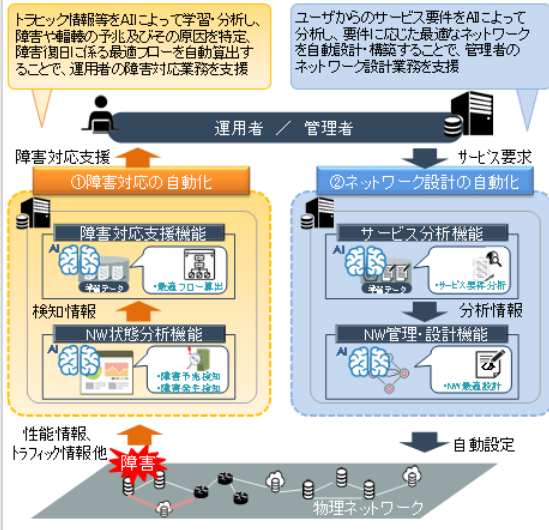 トラヒック情報等をAIによって学習・分析し、
障害や輻輳の予兆及びその原因を特定、
障害復旧に係る最適フローを自動算出す
ることで、運用者の障害対応業務を支援
ユーザからのサービス要件をAIによって
分析し、要件に応じた最適なネットワーク
を自動設計・構築することで、管理者の
ネットワーク設計業務を支援
運用者 ／ 管理者
障害対応支援
サービス要求
①障害対応の自動化
②ネットワーク設計の自動化
障害対応支援機能
AI
学習データ
・最適フロー算出
検知情報
NW状態分析機能
AI
・障害予兆検知
・障害発生検知
サービス分析機能
AI
学習データ
・サービス要件分析
分析情報
NW管理・設計機能
AI
・NW最適設計
性能情報、
トラフィック情報他
障害
自動設定
物理ネットワーク